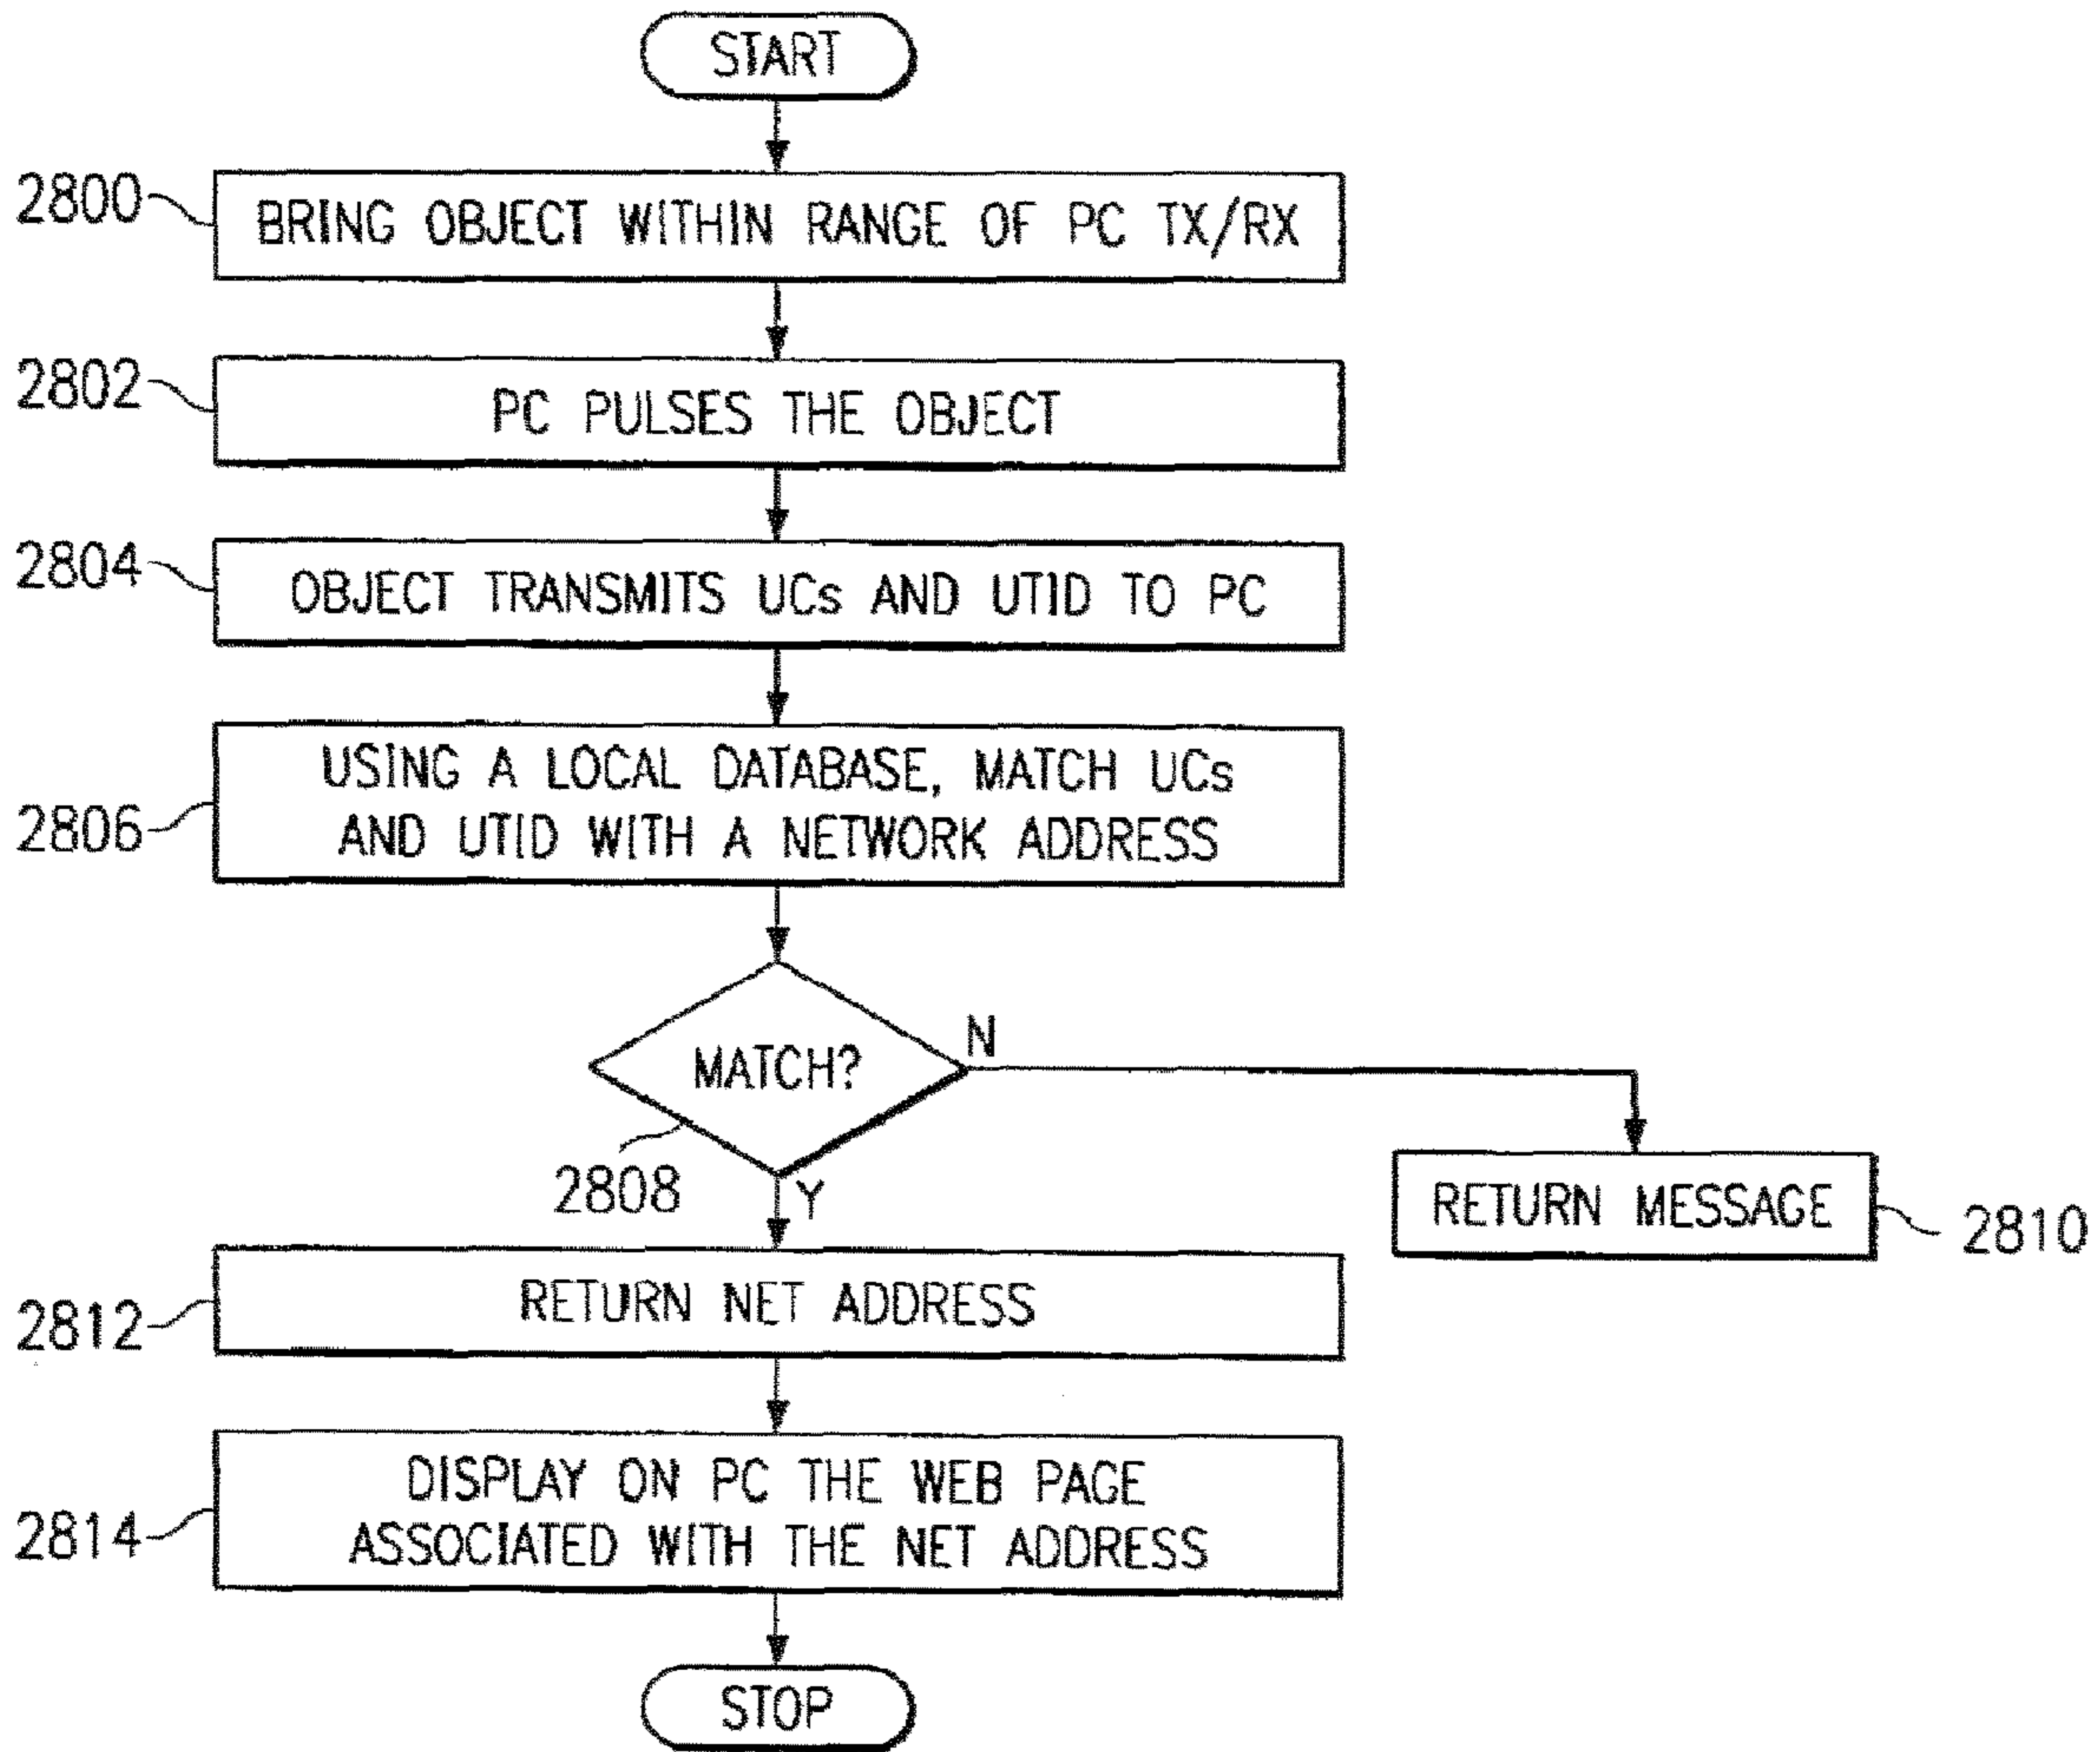 START
2800
BRING OBJECT WITHIN RANGE OF PC TX/RX
2802
PC PULSES THE OBJECT
2804
OBJECT TRANSMITS UCs AND UTID TO PC
2806
USING A LOCAL DATABASE, MATCH UCs
AND UTID WITH A NETWORK ADDRESS
MATCH?
N
2808
Y
RETURN MESSAGE
2810
2812
RETURN NET ADDRESS
2814
DISPLAY ON PC THE WEB PAGE
ASSOCIATED WITH THE NET ADDRESS
STOP